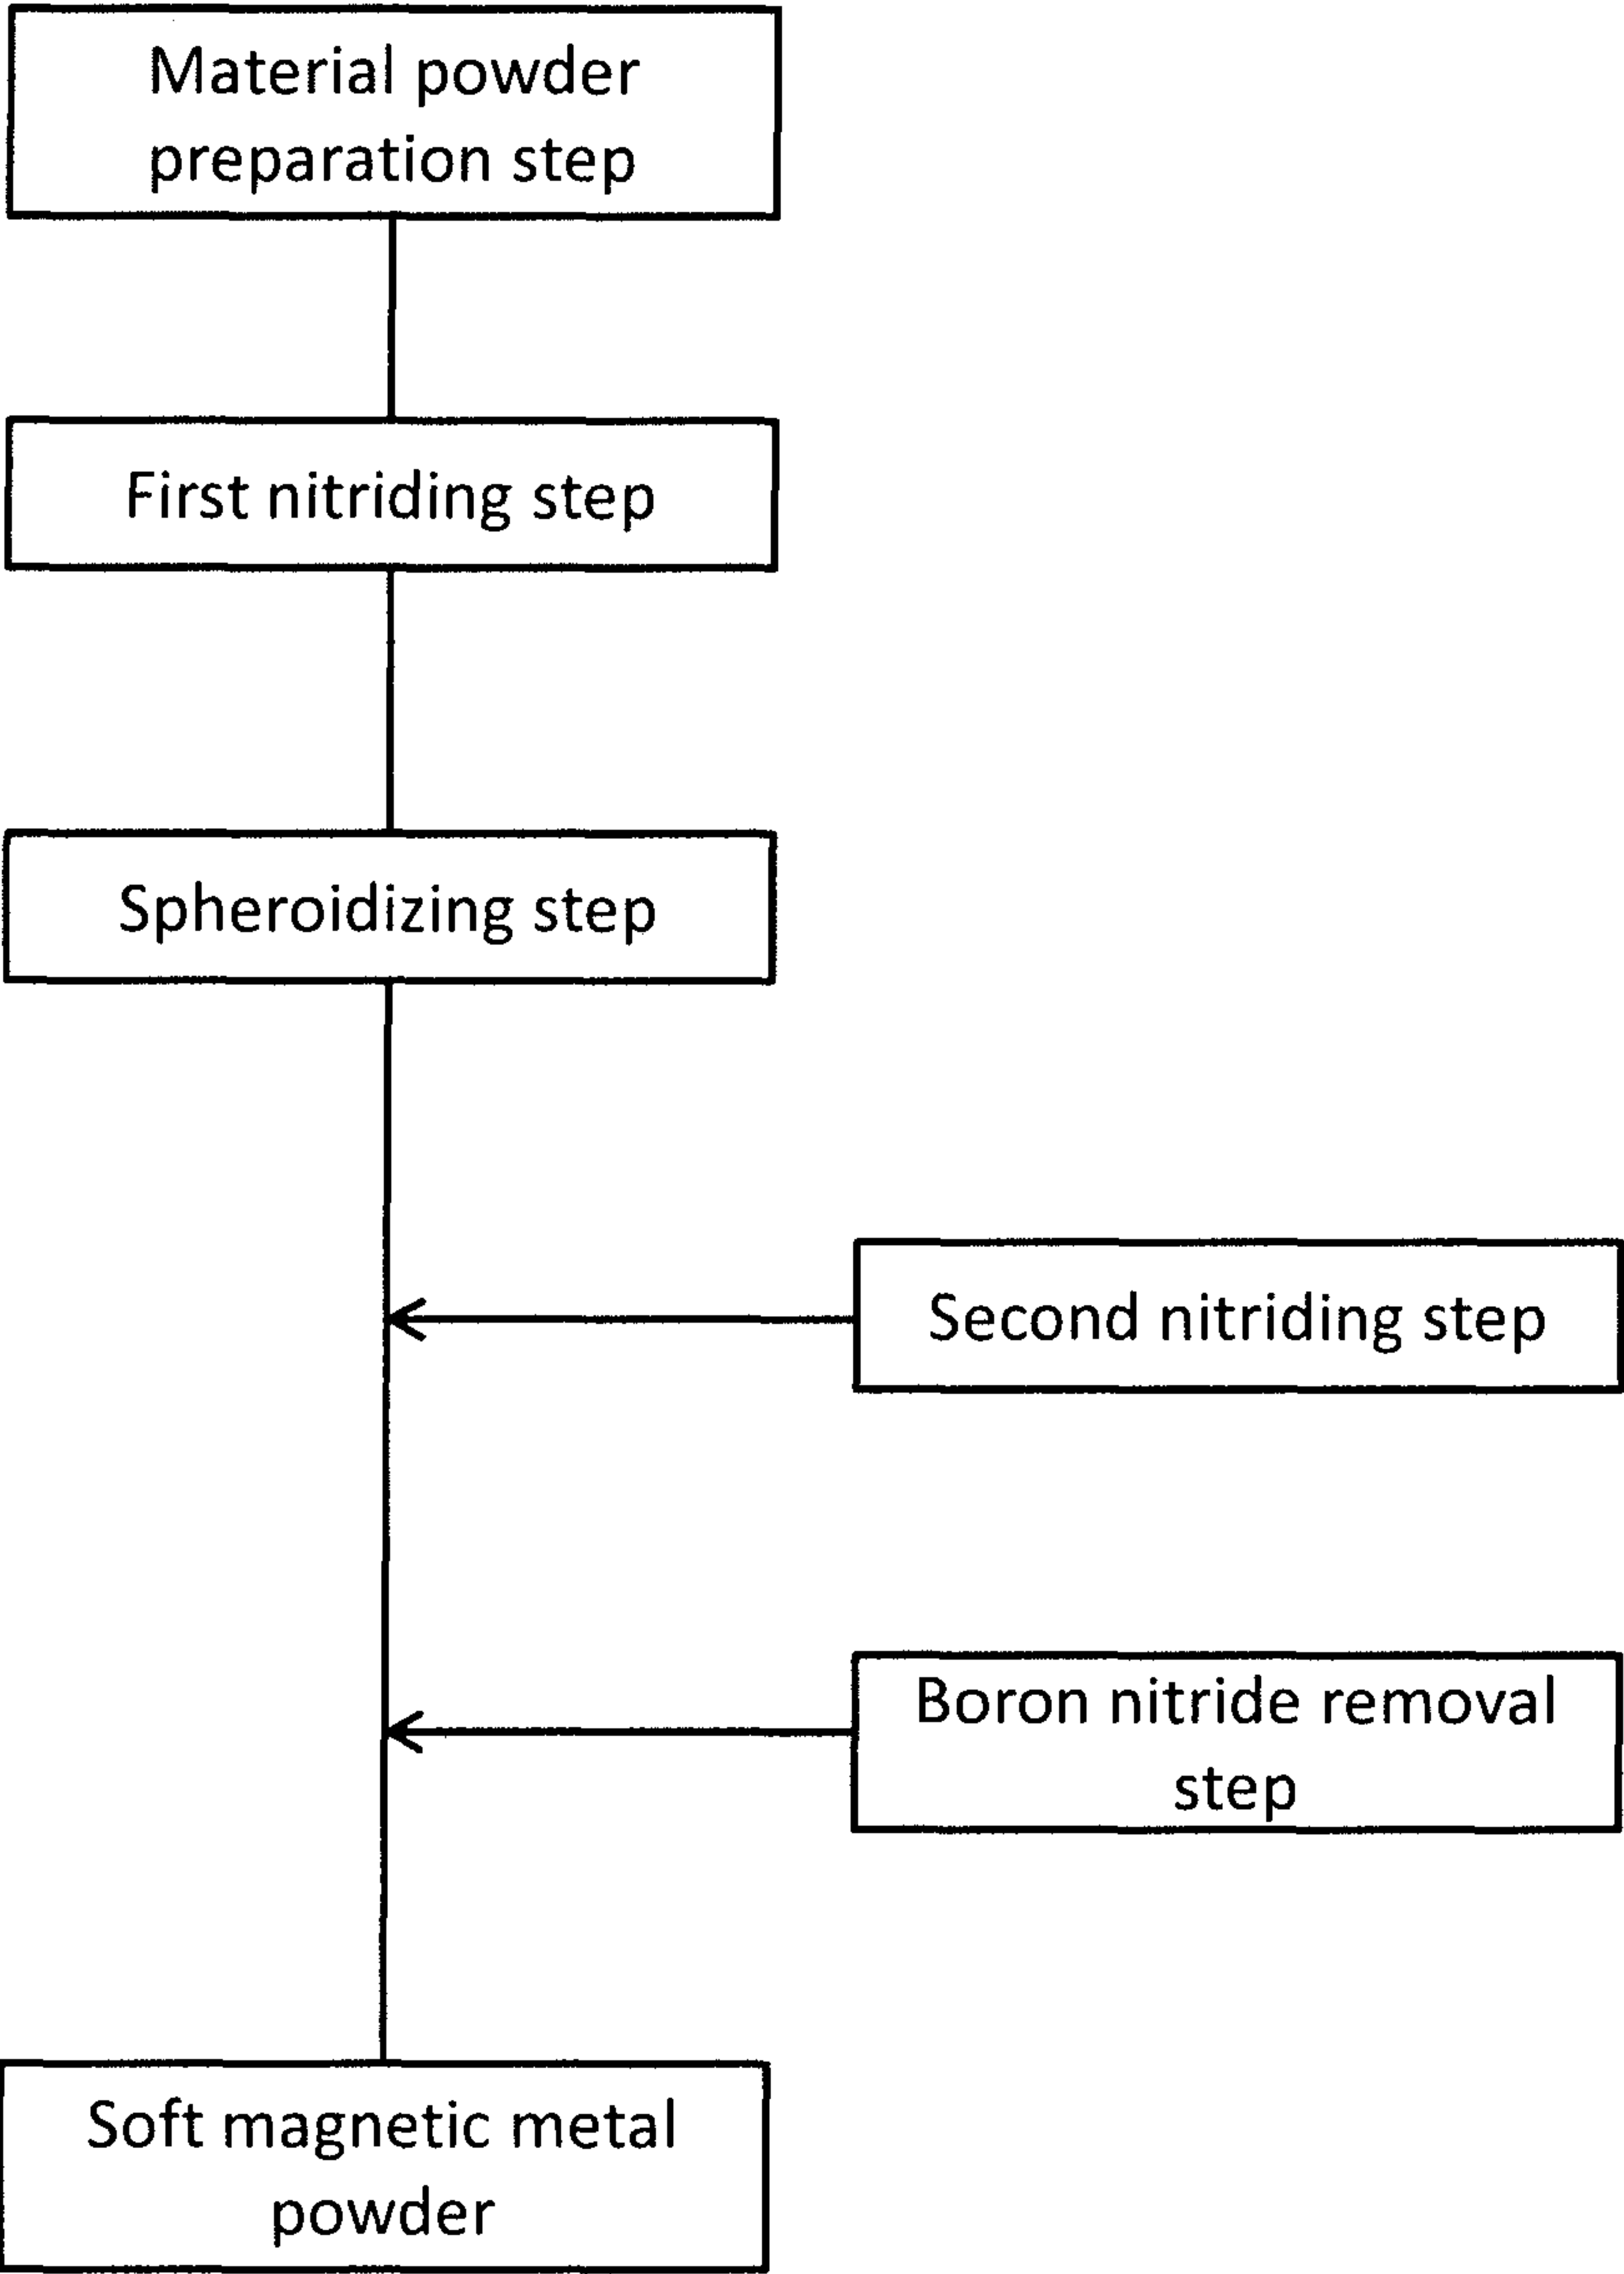 Material powder
preparation step
First nitriding step
Spheroidizing step
Second nitriding step
Boron nitride removal
step
Soft magnetic metal
powder